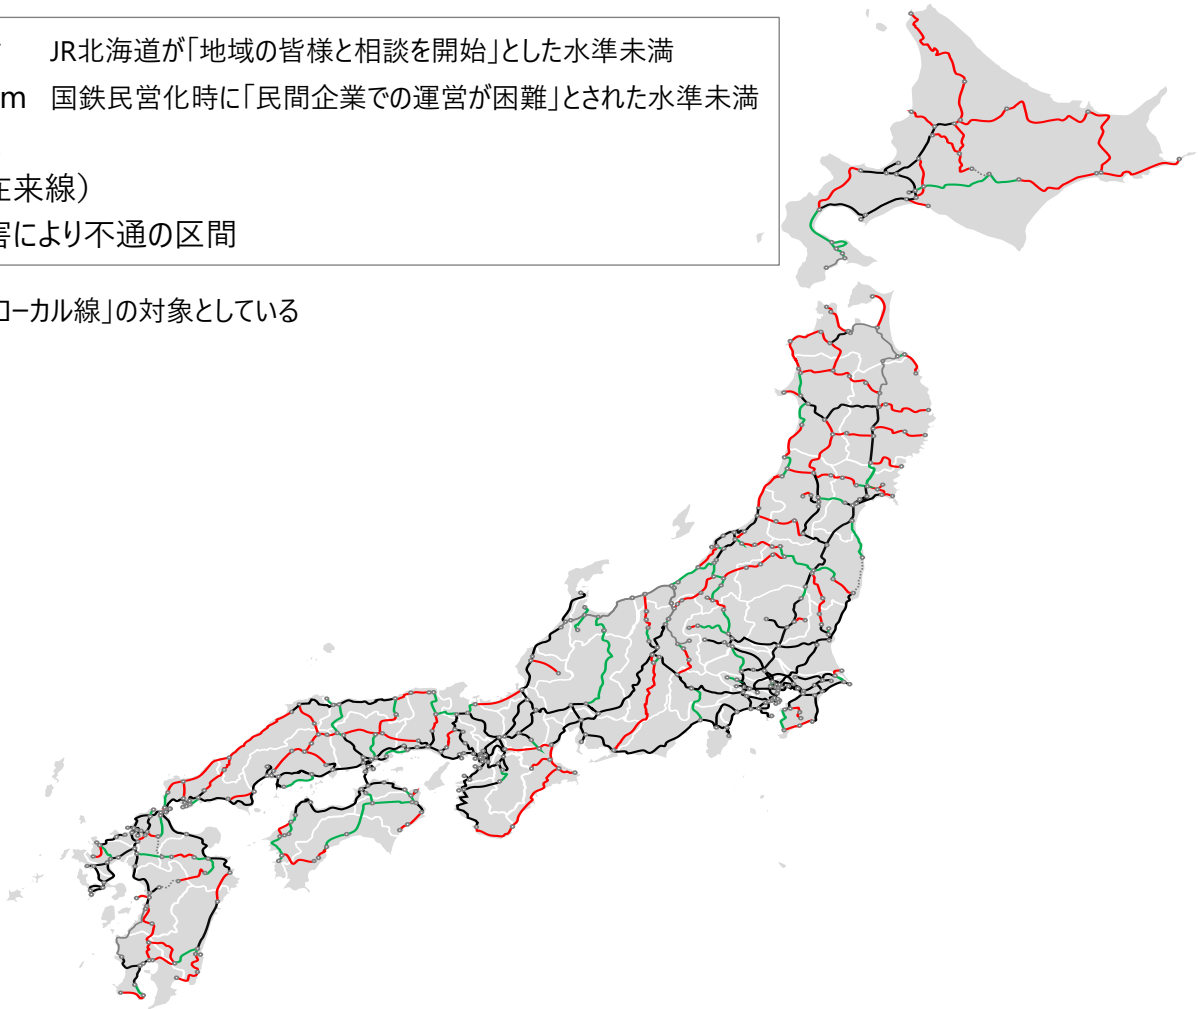 JR北海道が「地域の皆様と相談を開始」とした水準未満
m 国鉄民営化時に「民間企業での運営が困難」とされた水準未満
在来線）
害により不通の区間
ローカル線」の対象としている